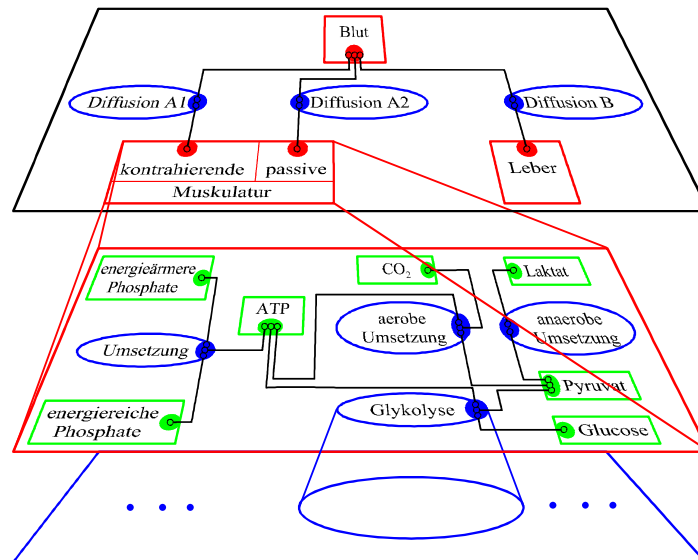 Blut
Diffusion A1
Diffusion A2
Diffusion B
kontrahierende
passive
Muskulatur
Leber
energieärmere
Phosphate
CO2
Laktat
ATP
aerobe
Umsetzung
anaerobe
Umsetzung
Umsetzung
Pyruvat
energiereiche
Phosphate
Glykolyse
Glucose